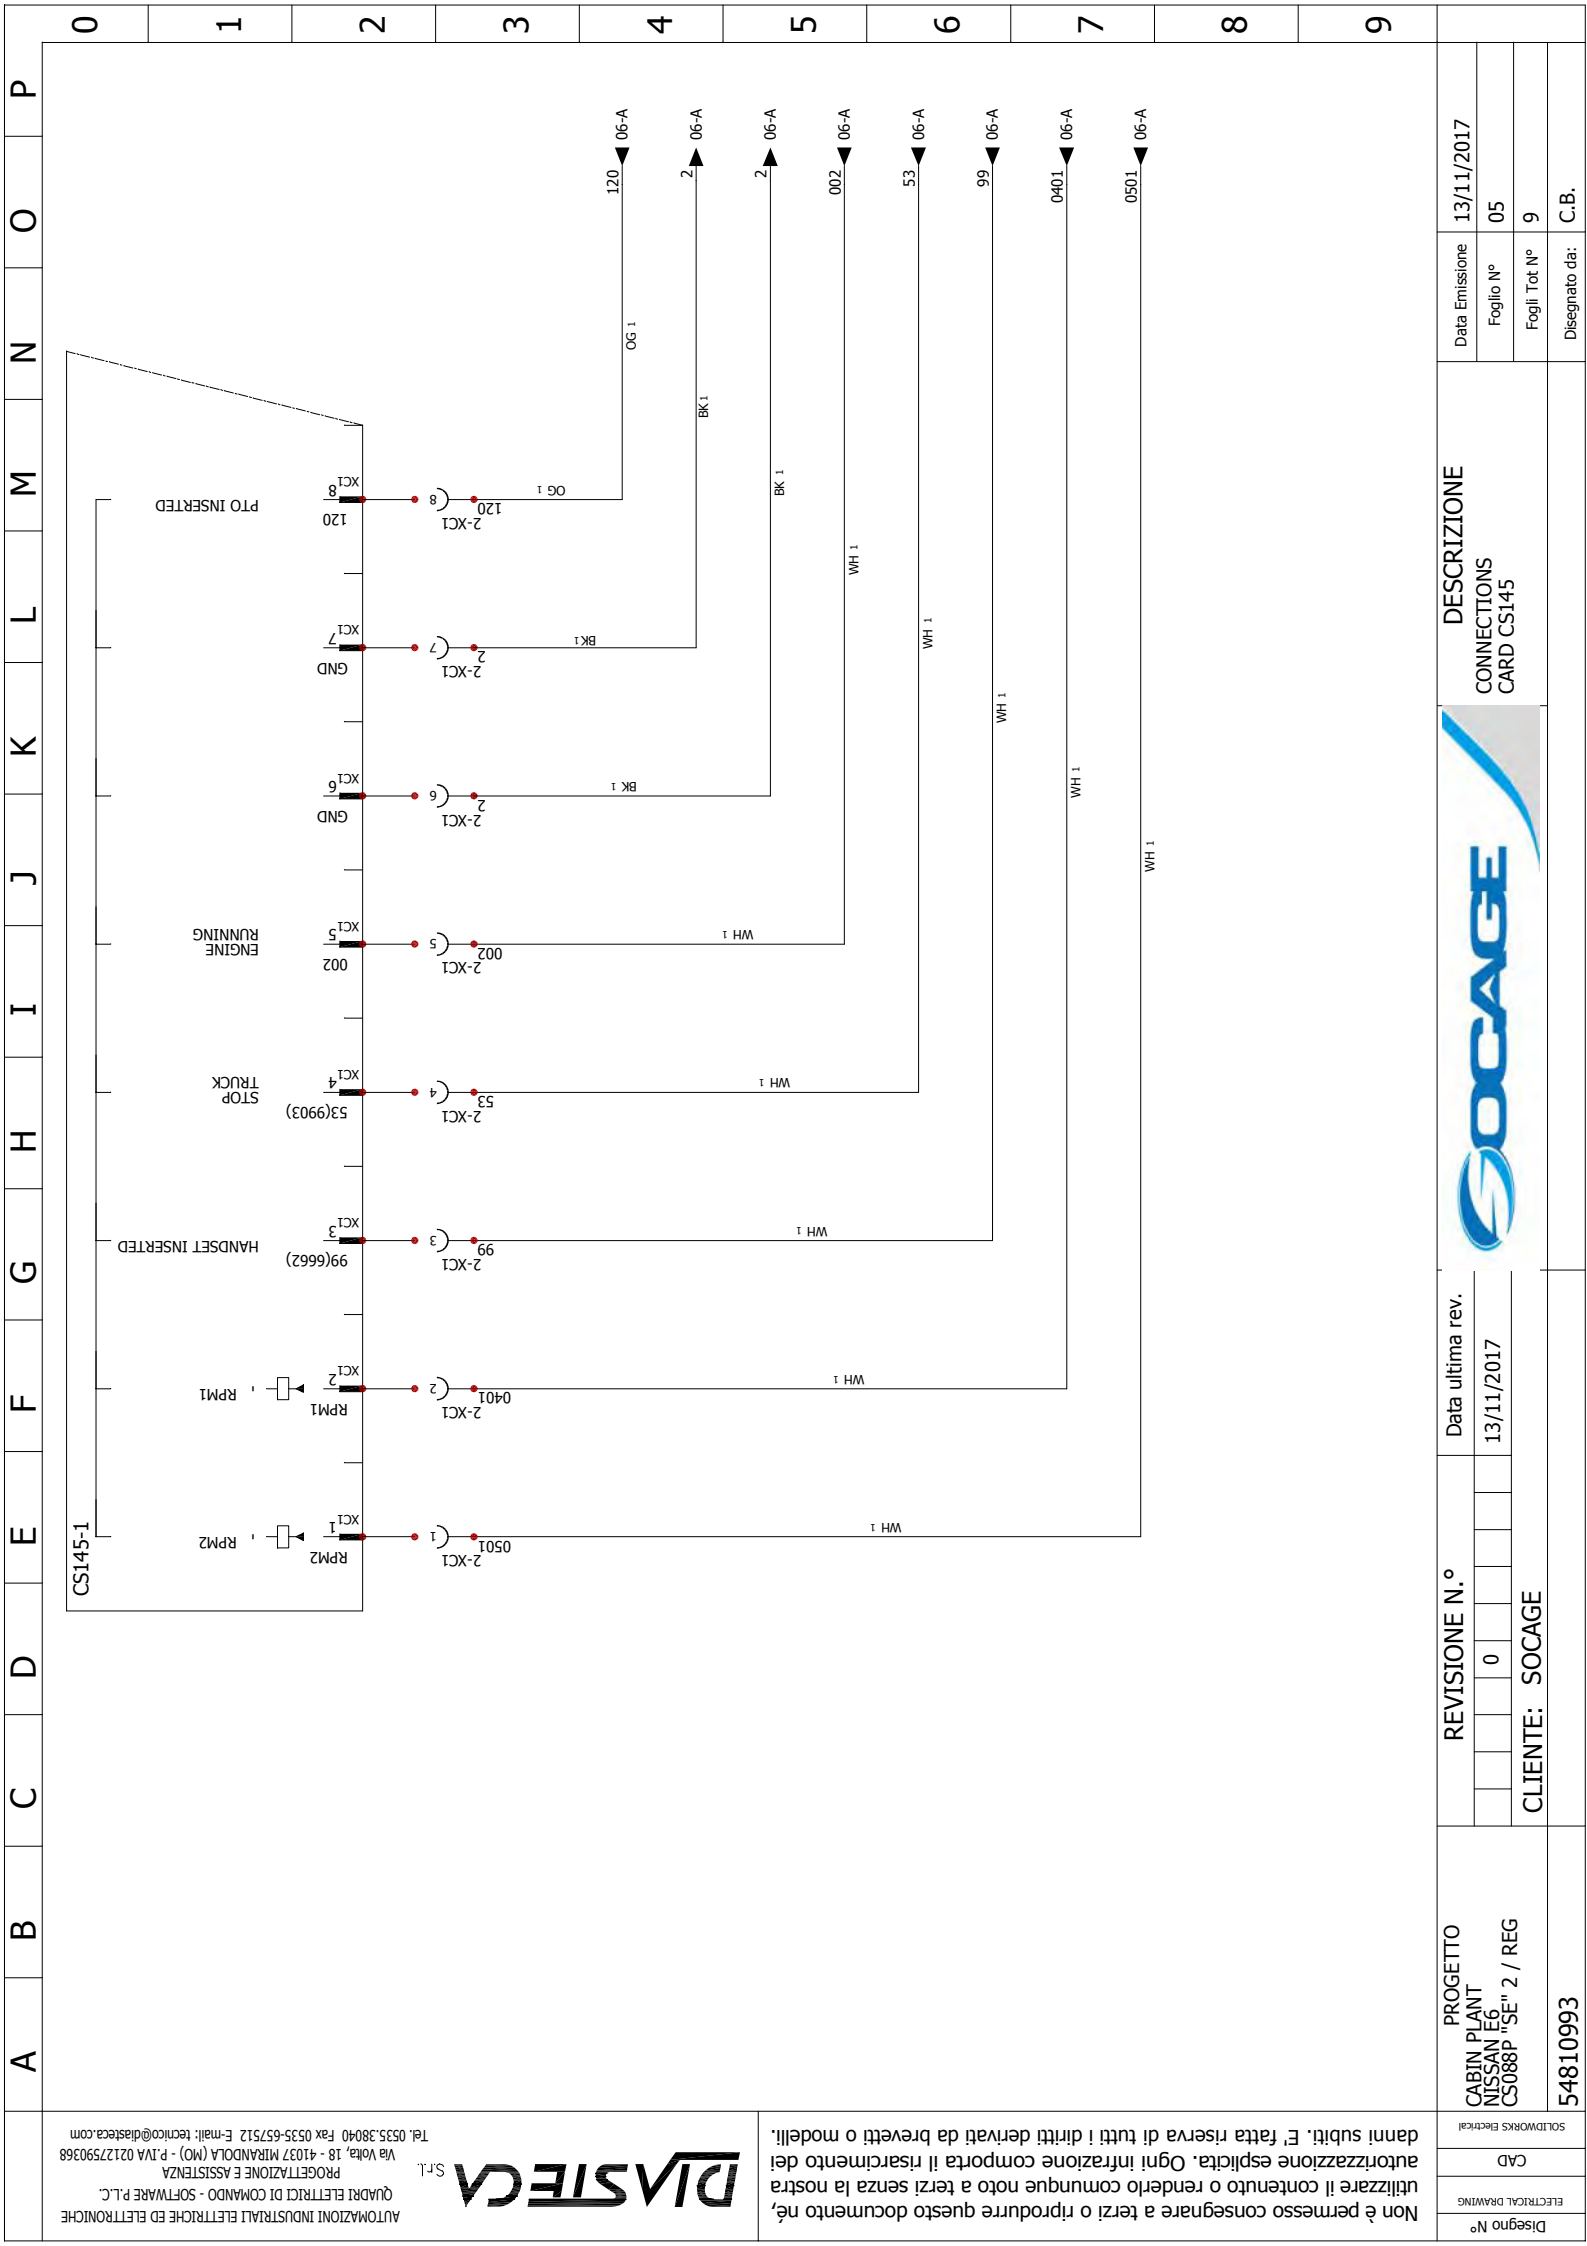 A B C D E F G H I J K L M N O P
0
1
2
3
4
5
6
7
8
9
CS145-1
RPM2
RPM1
HANDSET INSERTED
STOP
TRUCK
ENGINE
RUNNING
PTO INSERTED
RPM2
RPM1
99(6662)
53(9903)
002
GND
GND
120
1 2 3 4 5 6 7 8
XC1 XC1 XC1 XC1 XC1 XC1 XC1 XC1
1 2 3 4 5 6 7 8
2-XC1 2-XC1 2-XC1 2-XC1 2-XC1 2-XC1 2-XC1 2-XC1
0501 0401 99 53 002 2 2 120
OG 1
OG 1
120
06-A
BK1
BK1
2
06-A
BK 1
BK 1
2
06-A
WH 1
WH 1
002
06-A
WH 1
WH 1
53
06-A
WH 1
WH 1
99
06-A
WH 1
WH 1
0401
06-A
WH 1
WH 1
0501
06-A
AUTOMAZIONI INDUSTRIALI ELETTRICHE ED ELETTRONICHE
QUADRI ELETTRICI DI COMANDO - SOFTWARE P.L.C.
PROGETTAZIONE E ASSISTENZA
Via Volta, 18 - 41037 MIRANDOLA (MO) - P.IVA 02127590368
Tel. 0535.38040 Fax 0535-657512 E-mail: tecnico@diasteca.com
DIASTECA S.r.l.
Non è permesso consegnare a terzi o riprodurre questo documento né,
utilizzare il contenuto o renderlo comunque noto a terzi senza la nostra
autorizzazzione esplicita. Ogni infrazione comporta il risarcimento dei
danni subiti. E' fatta riserva di tutti i diritti derivati da brevetti o modelli.
Disegno N°
ELECTRICAL DRAWING
CAD
SOLIDWORKS Electrical
PROGETTO
CABIN PLANT
NISSAN E6
CS088P "SE" 2 / REG
54810993
REVISIONE N.°
0
Data ultima rev.
13/11/2017
CLIENTE: SOCAGE
SOCAGE
DESCRIZIONE
CONNECTIONS
CARD CS145
Data Emissione 13/11/2017
Foglio N° 05
Fogli Tot N° 9
Disegnato da: C.B.